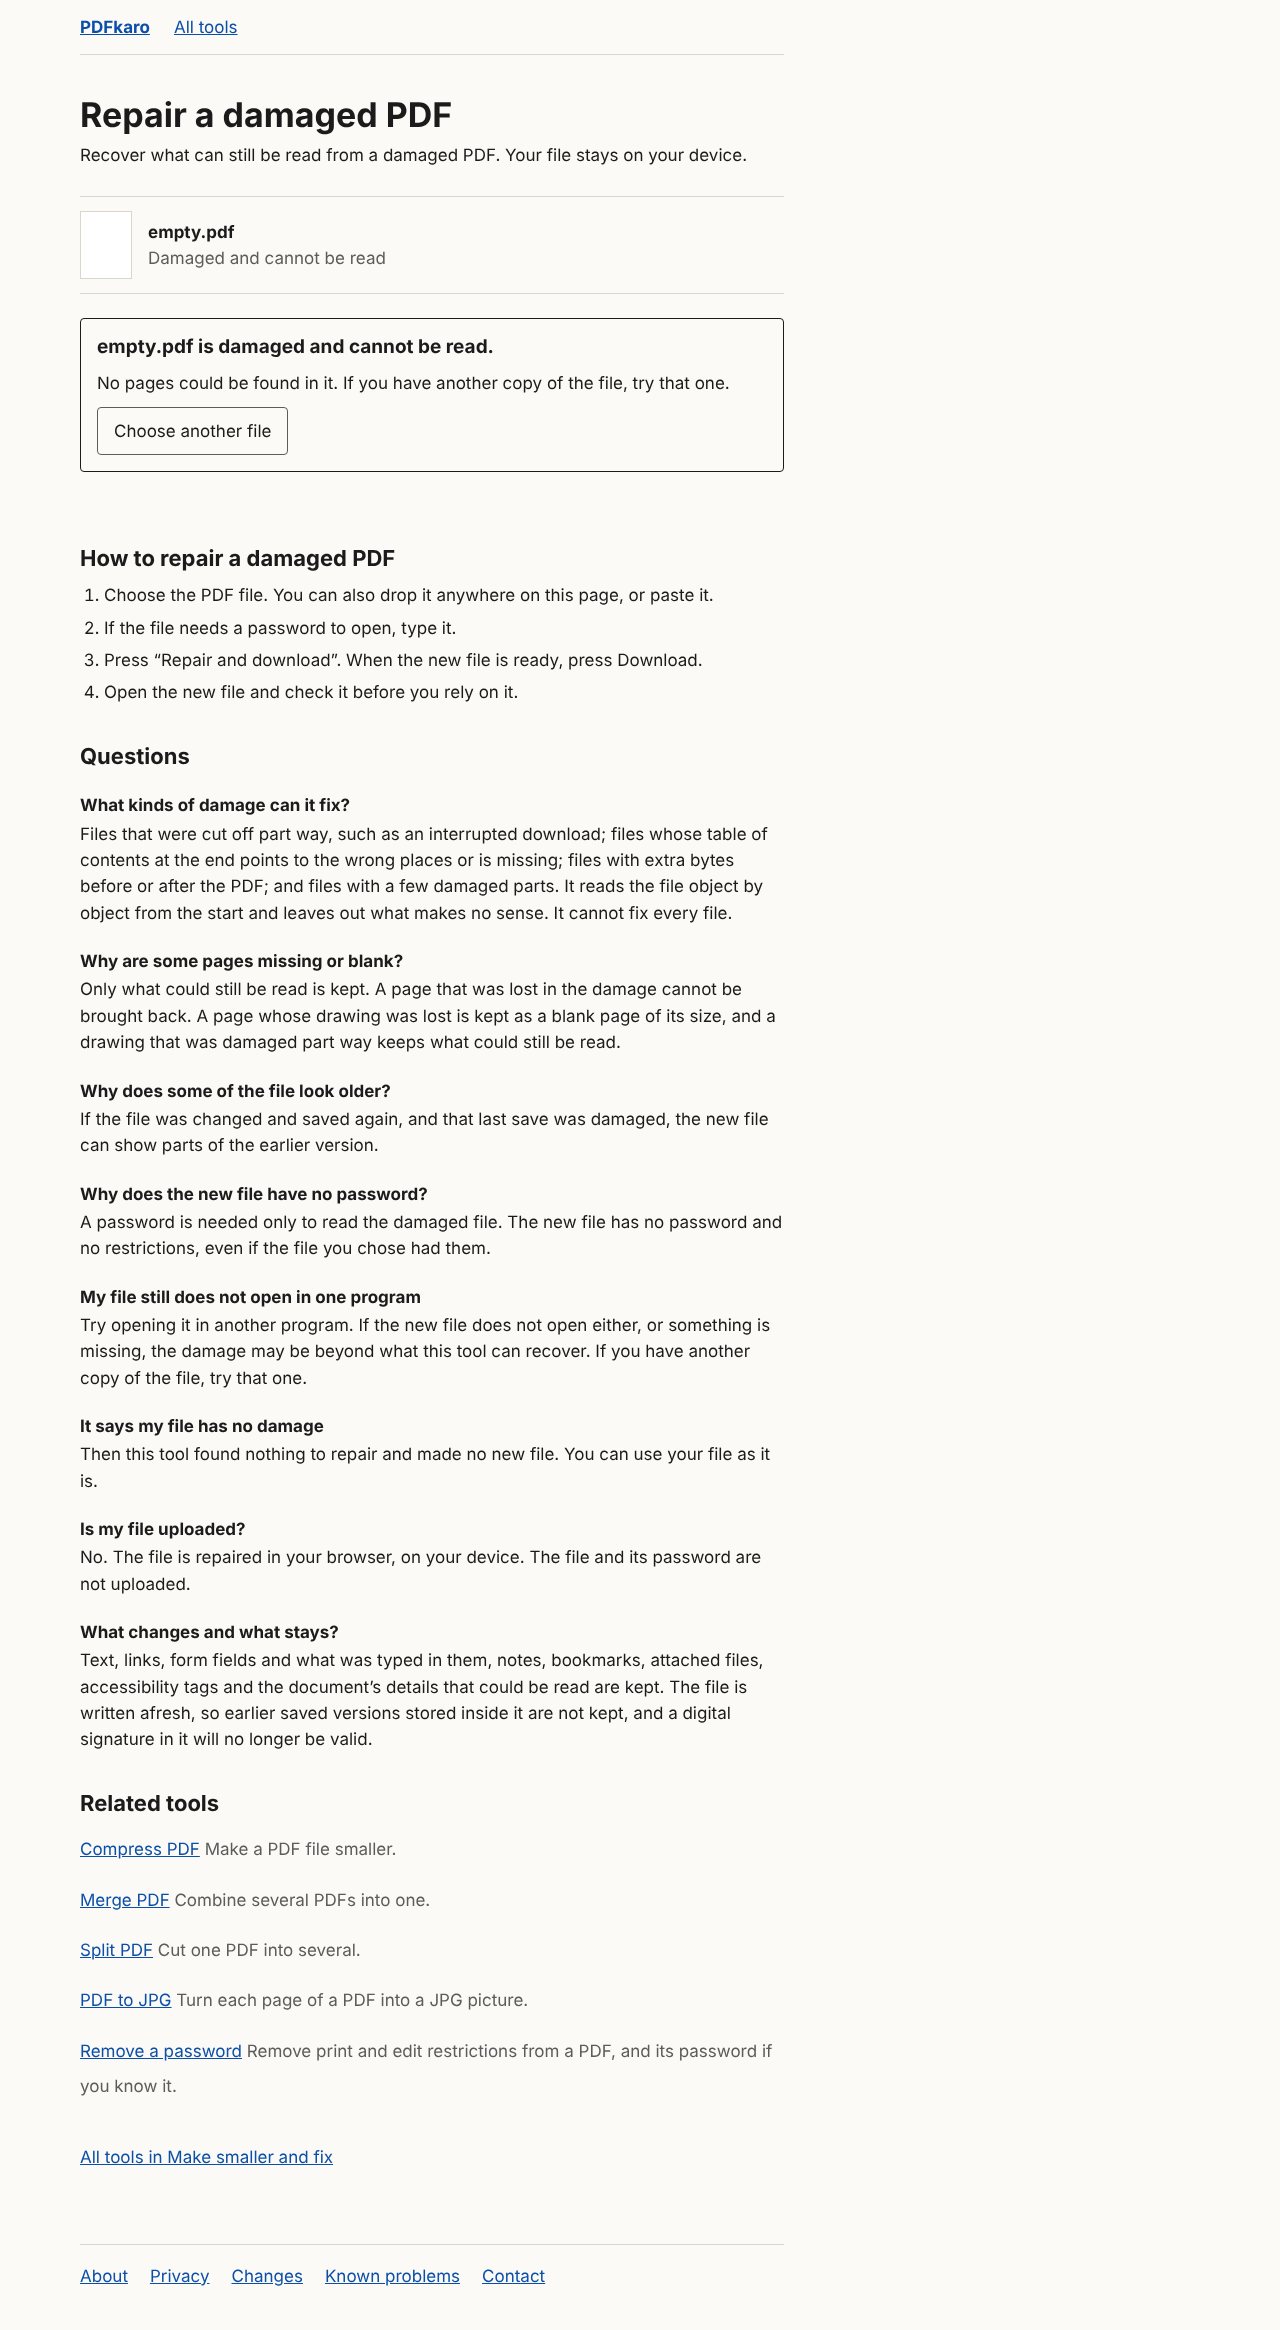 PDFkaro All tools
Repair a damaged PDF
Recover what can still be read from a damaged PDF. Your file stays on your device.
empty.pdf
Damaged and cannot be read
empty.pdf is damaged and cannot be read.
No pages could be found in it. If you have another copy of the file, try that one.
Choose another file
How to repair a damaged PDF
1. Choose the PDF file. You can also drop it anywhere on this page, or paste it.
2. If the file needs a password to open, type it.
3. Press “Repair and download”. When the new file is ready, press Download.
4. Open the new file and check it before you rely on it.
Questions
What kinds of damage can it fix?
Files that were cut off part way, such as an interrupted download; files whose table of
contents at the end points to the wrong places or is missing; files with extra bytes
before or after the PDF; and files with a few damaged parts. It reads the file object by
object from the start and leaves out what makes no sense. It cannot fix every file.
Why are some pages missing or blank?
Only what could still be read is kept. A page that was lost in the damage cannot be
brought back. A page whose drawing was lost is kept as a blank page of its size, and a
drawing that was damaged part way keeps what could still be read.
Why does some of the file look older?
If the file was changed and saved again, and that last save was damaged, the new file
can show parts of the earlier version.
Why does the new file have no password?
A password is needed only to read the damaged file. The new file has no password and
no restrictions, even if the file you chose had them.
My file still does not open in one program
Try opening it in another program. If the new file does not open either, or something is
missing, the damage may be beyond what this tool can recover. If you have another
copy of the file, try that one.
It says my file has no damage
Then this tool found nothing to repair and made no new file. You can use your file as it
is.
Is my file uploaded?
No. The file is repaired in your browser, on your device. The file and its password are
not uploaded.
What changes and what stays?
Text, links, form fields and what was typed in them, notes, bookmarks, attached files,
accessibility tags and the document’s details that could be read are kept. The file is
written afresh, so earlier saved versions stored inside it are not kept, and a digital
signature in it will no longer be valid.
Related tools
Compress PDF Make a PDF file smaller.
Merge PDF Combine several PDFs into one.
Split PDF Cut one PDF into several.
PDF to JPG Turn each page of a PDF into a JPG picture.
Remove a password Remove print and edit restrictions from a PDF, and its password if
you know it.
All tools in Make smaller and fix
About Privacy Changes Known problems Contact